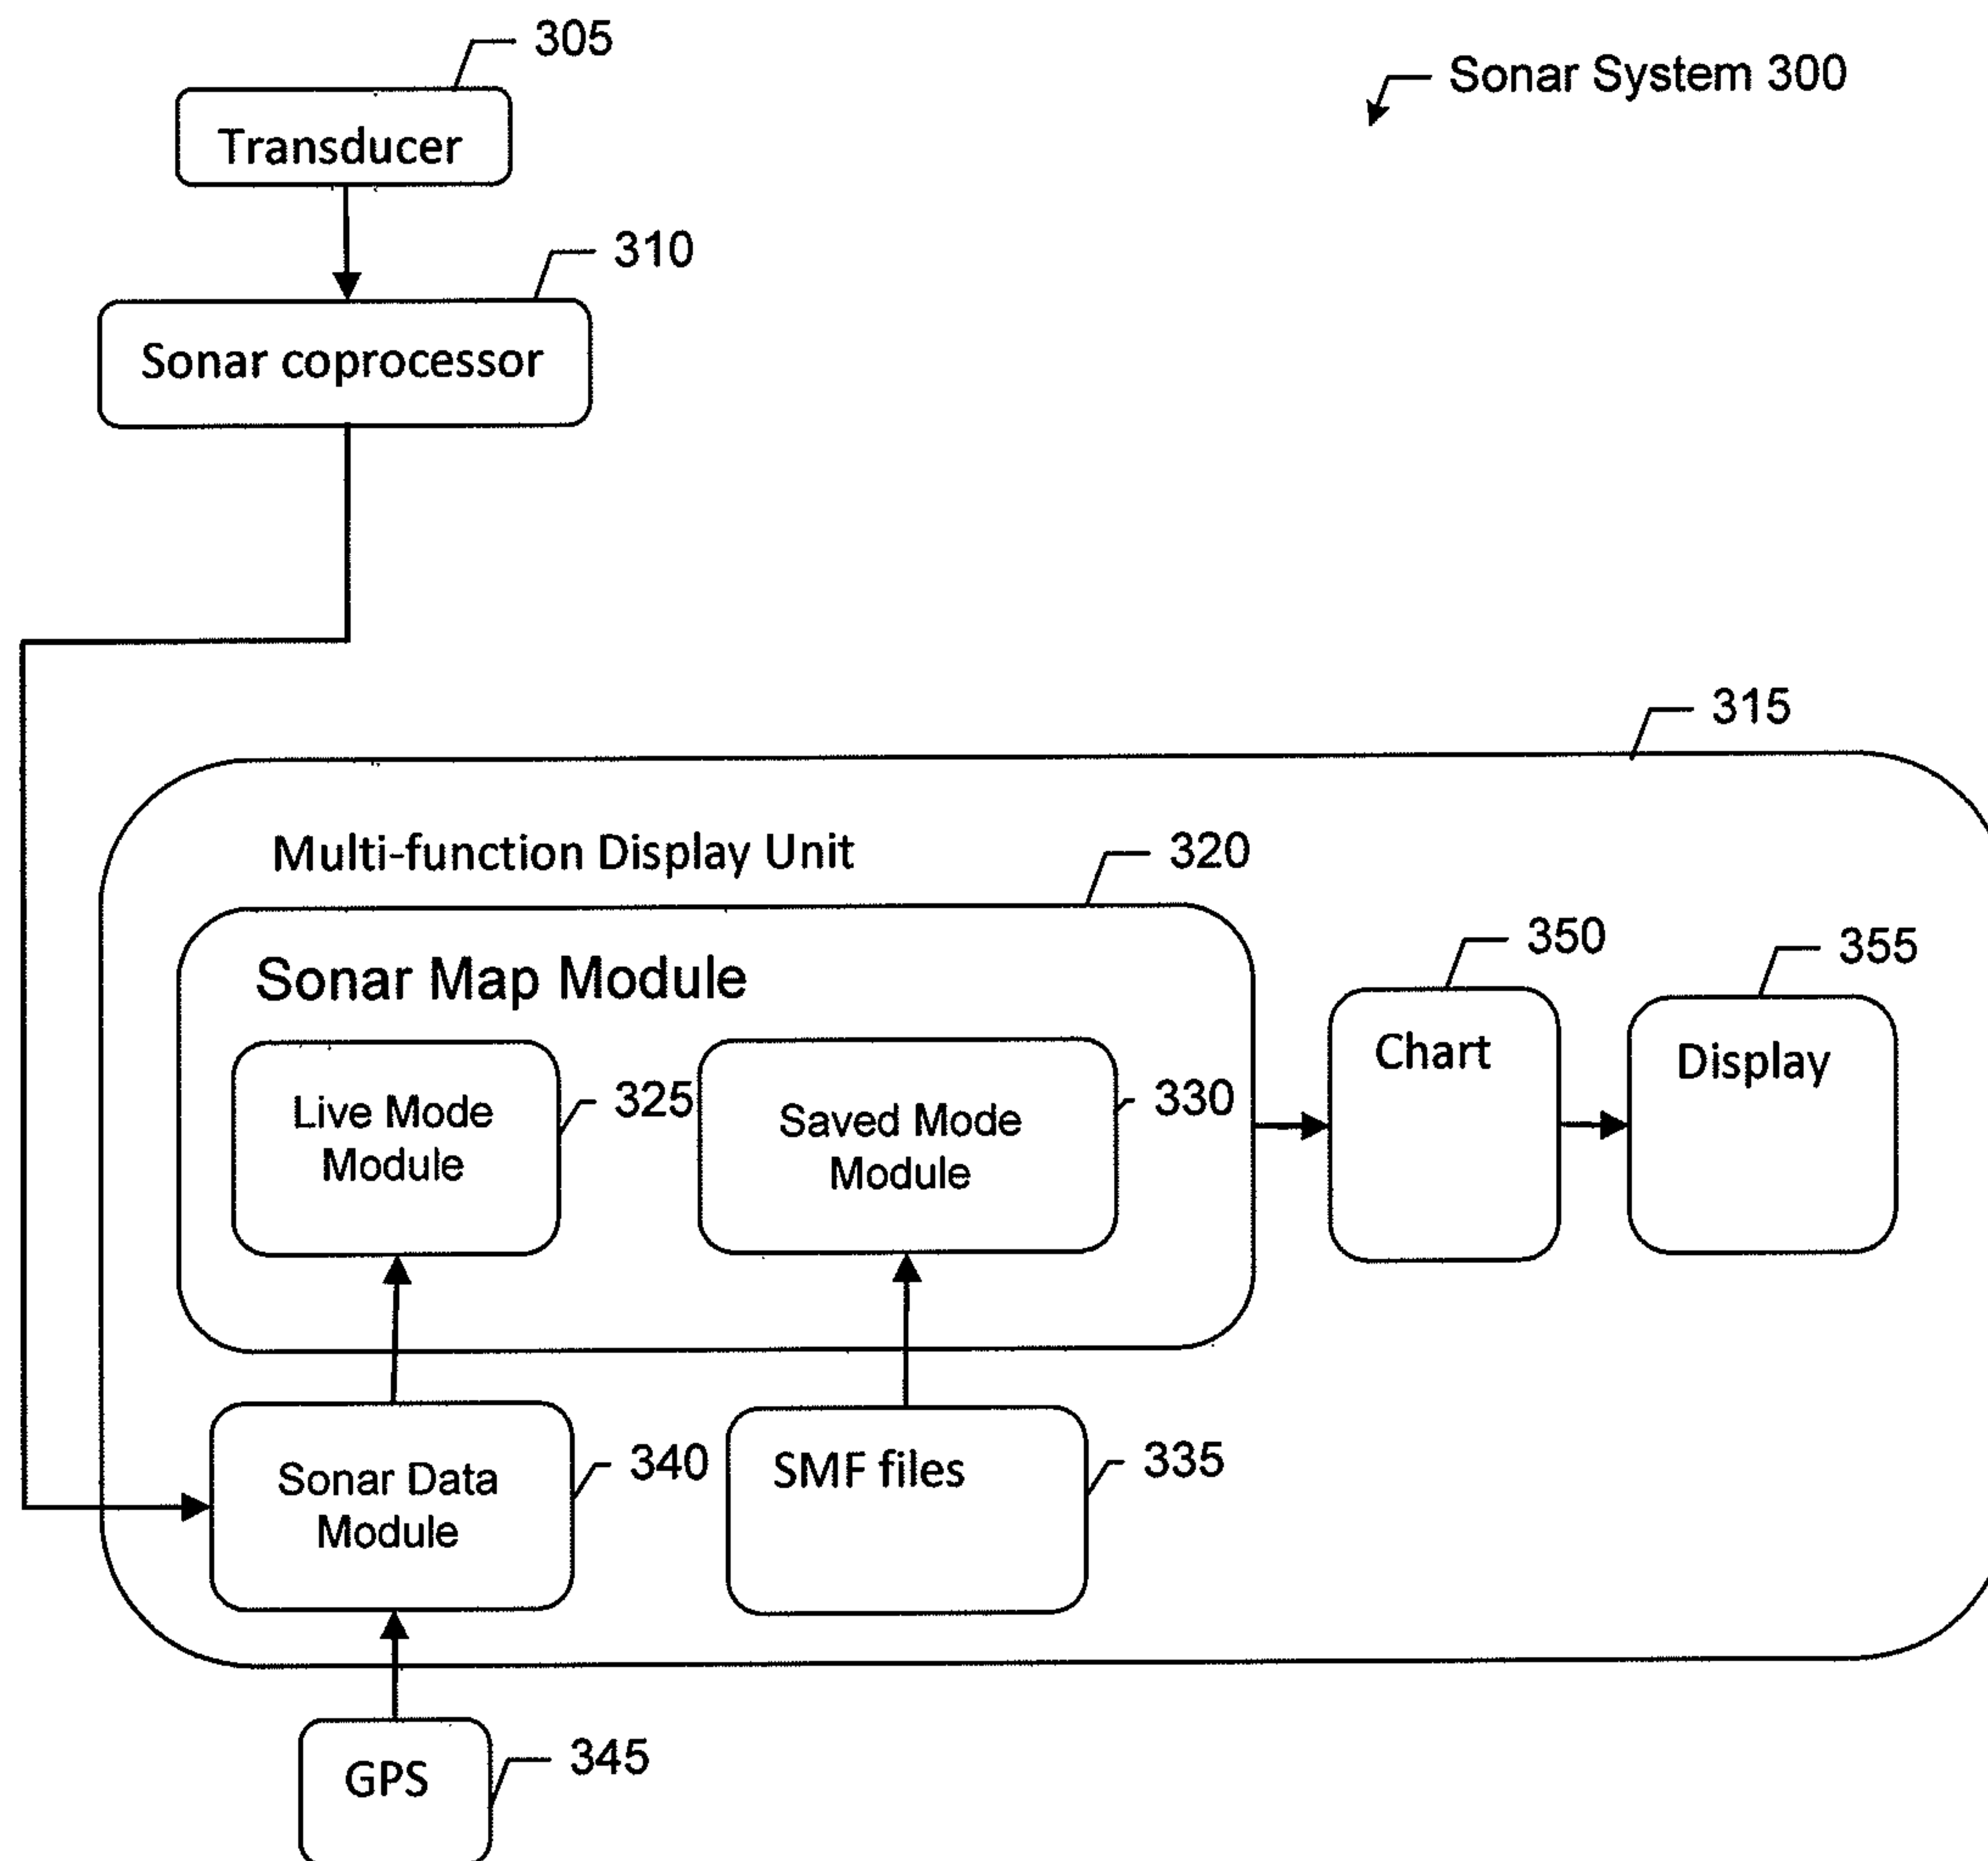 305
Sonar System 300
Transducer
310
Sonar coprocessor
315
Multi-function Display Unit
320
Sonar Map Module
350
355
Chart
Display
Live Mode
Module
325
Saved Mode
Module
330
Sonar Data
Module
340
SMF files
335
GPS
345